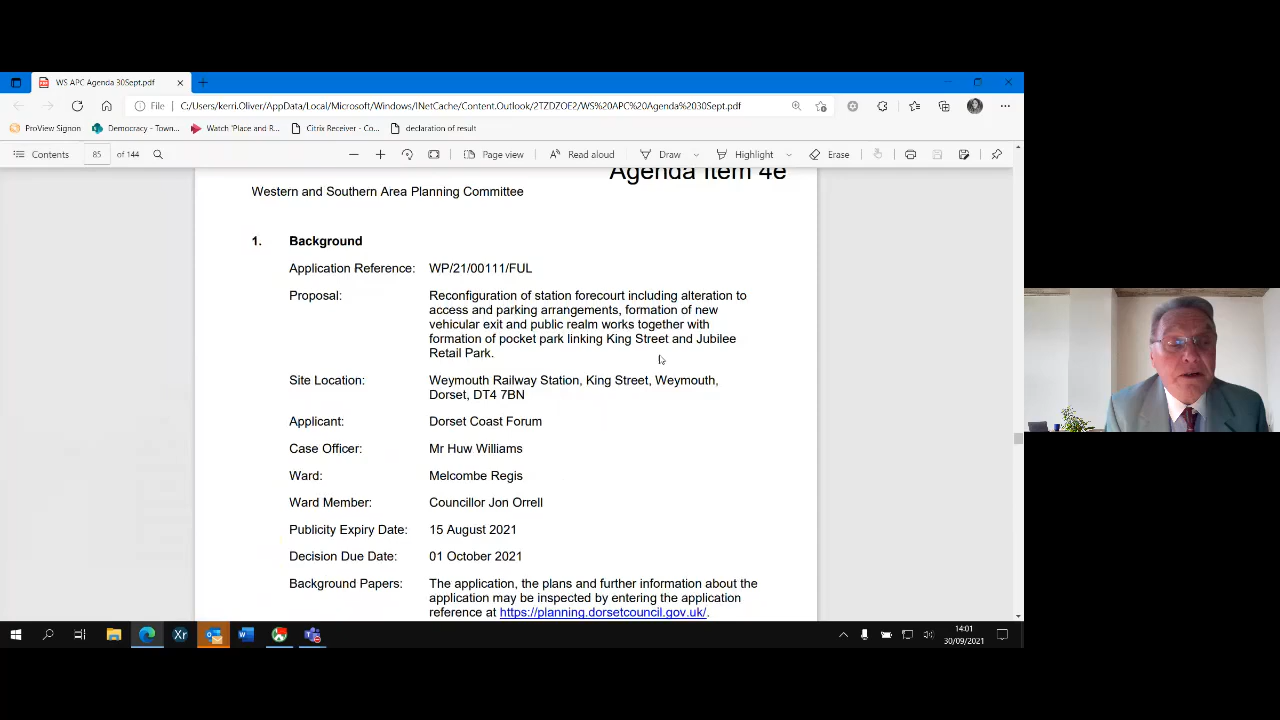 WS APC Agenda 30Sept.pdf
File
C:/Users/kerri.Oliver/AppData/Local/Microsoft/Windows/INetCache/Content.Outlook/2TZDZOE2/WS%20APC%20Agenda%2030Sept.pdf
ProView Signon
Democracy - Town...
Watch 'Place and R...
Citrix Receiver - Co...
declaration of result
Contents
85
of 144
Page view
Read aloud
Draw
Highlight
Erase
Agenda Item 4e
Western and Southern Area Planning Committee
1. Background
Application Reference: WP/21/00111/FUL
Proposal: Reconfiguration of station forecourt including alteration to
access and parking arrangements, formation of new
vehicular exit and public realm works together with
formation of pocket park linking King Street and Jubilee
Retail Park.
Site Location: Weymouth Railway Station, King Street, Weymouth,
Dorset, DT4 7BN
Applicant: Dorset Coast Forum
Case Officer: Mr Huw Williams
Ward: Melcombe Regis
Ward Member: Councillor Jon Orrell
Publicity Expiry Date: 15 August 2021
Decision Due Date: 01 October 2021
Background Papers: The application, the plans and further information about the
application may be inspected by entering the application
reference at https://planning.dorsetcouncil.gov.uk/.
14:01
30/09/2021